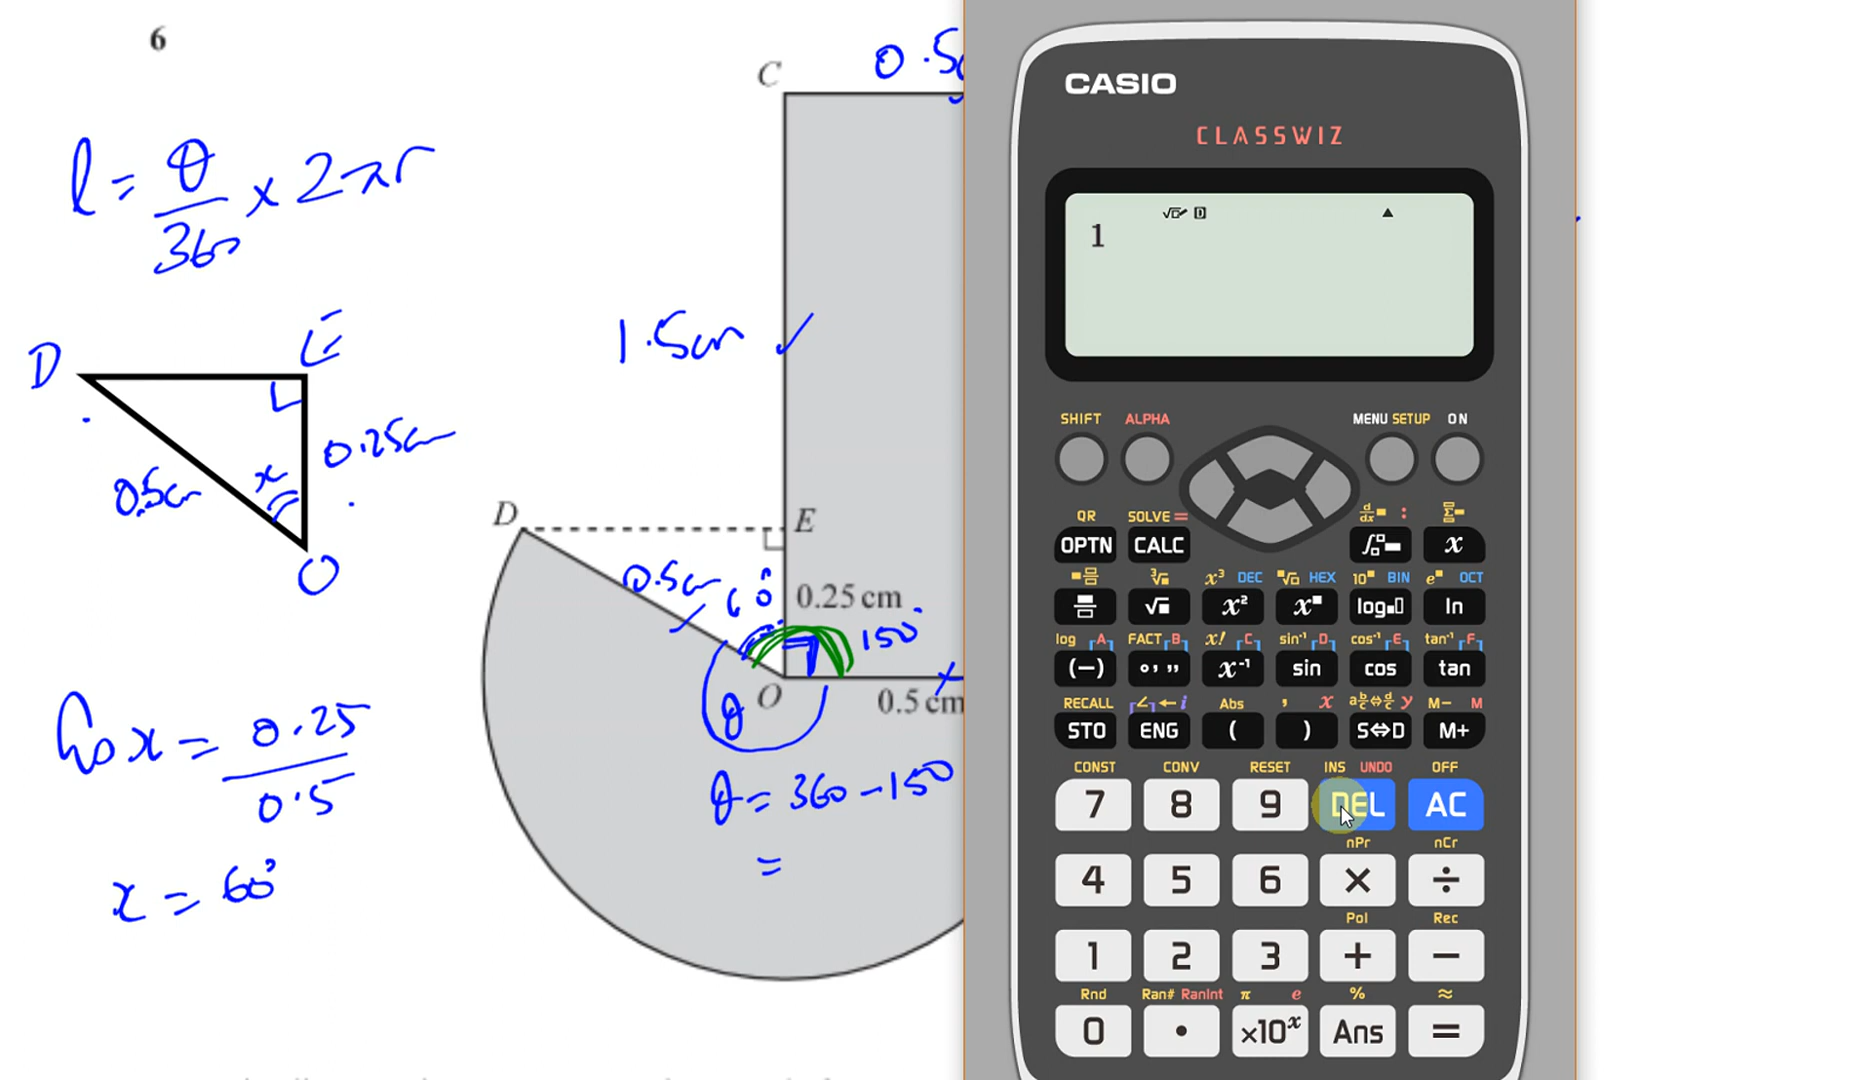 6
C
0.5c
l = θ/360 × 2πr
D E
1.5cm ✓
0.25cm
0.5cm x
O
D E
0.5cm 60° 0.25 cm 150°
θ O 0.5 cm
Cos x = 0.25/0.5
θ = 360 - 150
=
x = 60°
CASIO
CLASSWIZ
√▱ D ▲
1
SHIFT ALPHA MENU SETUP ON
QR SOLVE = d/dx■ : Σ■
OPTN CALC ∫▱■ x
■▱ ³√■ x³ DEC ■√▱ HEX 10■ BIN e■ OCT
√■ x² x■ log■▱ ln
log A FACT B x! C sin⁻¹ D cos⁻¹ E tan⁻¹ F
(−) ° ’ ” x⁻¹ sin cos tan
RECALL ∠ ← i Abs , x a b/c⇔d/c y M− M
STO ENG ( ) S⇔D M+
CONST CONV RESET INS UNDO OFF
7 8 9 DEL AC
nPr nCr
4 5 6 × ÷
Pol Rec
1 2 3 + −
Rnd Ran# RanInt π e % ≈
0 • ×10ˣ Ans =